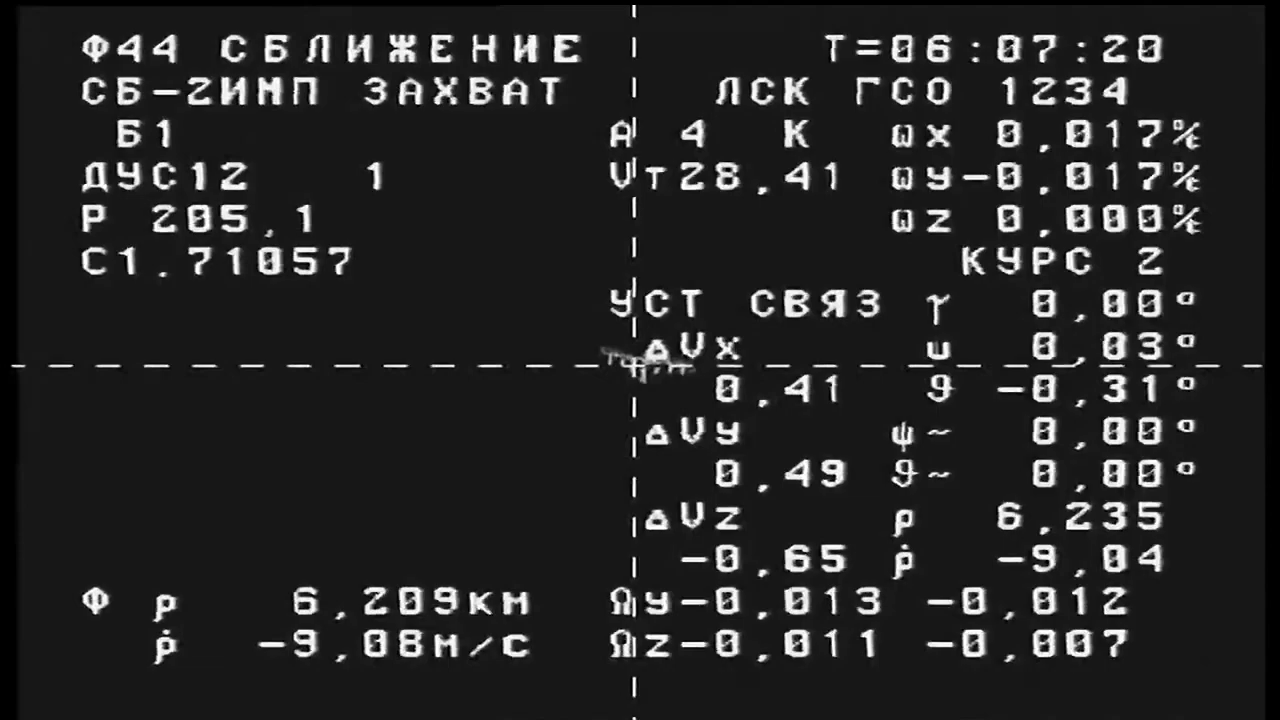 Ф44 СБЛИЖЕНИЕ T=06:07:20
СБ-2ИМП ЗАХВАТ ЛСК ГСО 1234
Б1 А 4 К ωx 0,017°/с
ДУС12 1 Vт28,41 ωy-0,017°/с
Р 205,1 ωz 0,000°/с
С1.71057 КУРС 2
УСТ СВЯЗ γ 0,00°
ΔVx ш 0,03°
0,41 ϑ -0,31°
ΔVy ψ~ 0,00°
0,49 ϑ~ 0,00°
ΔVz ρ 6,235
-0,65 ρ̇ -9,04
Ф ρ 6,209км Ωy-0,013 -0,012
ρ̇ -9,08м/с Ωz-0,011 -0,007